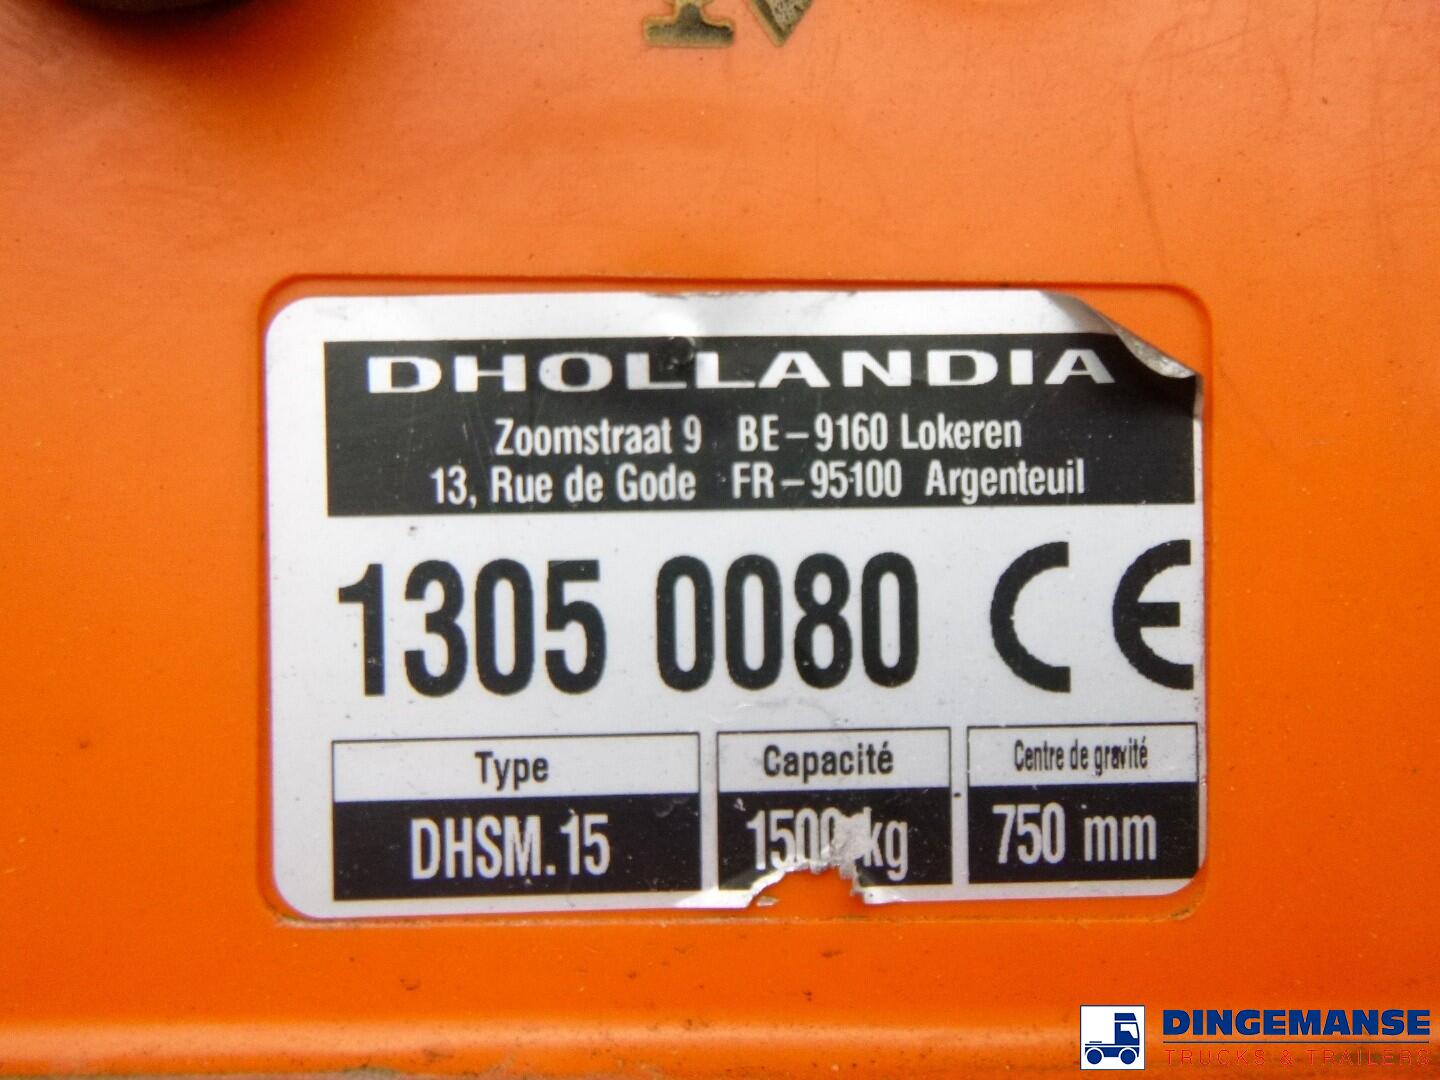 DHOLLANDIA
Zoomstraat 9 BE-9160 Lokeren
13, Rue de Gode FR-95100 Argenteuil
1305 0080 CE
Type Capacité Centre de gravité
DHSM.15 1500 kg 750 mm
DINGEMANSE
TRUCKS & TRAILERS